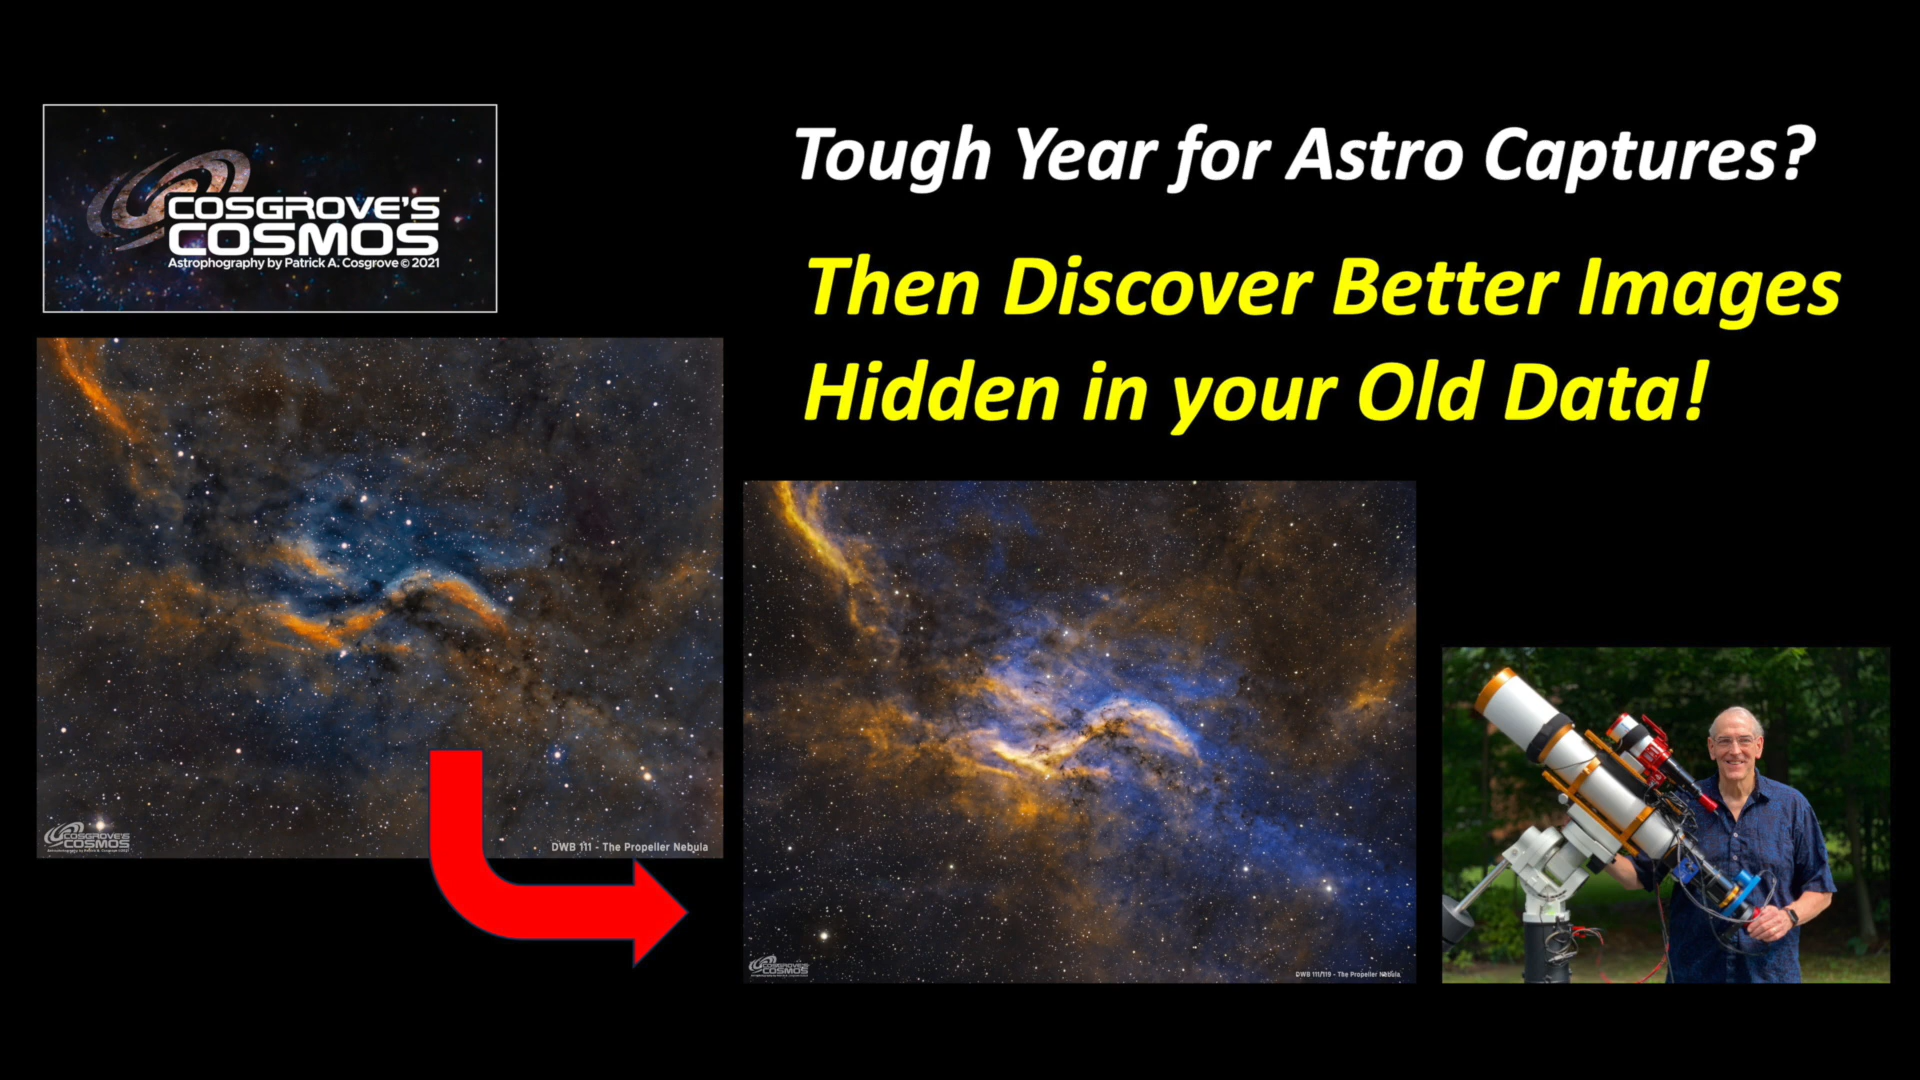 COSGROVE'S
COSMOS
Astrophography by Patrick A. Cosgrove © 2021
Tough Year for Astro Captures?
Then Discover Better Images
Hidden in your Old Data!
COSGROVE'S
COSMOS
DWB 111 - The Propeller Nebula
COSGROVE'S
COSMOS
DWB 111/119 - The Propeller Nebula